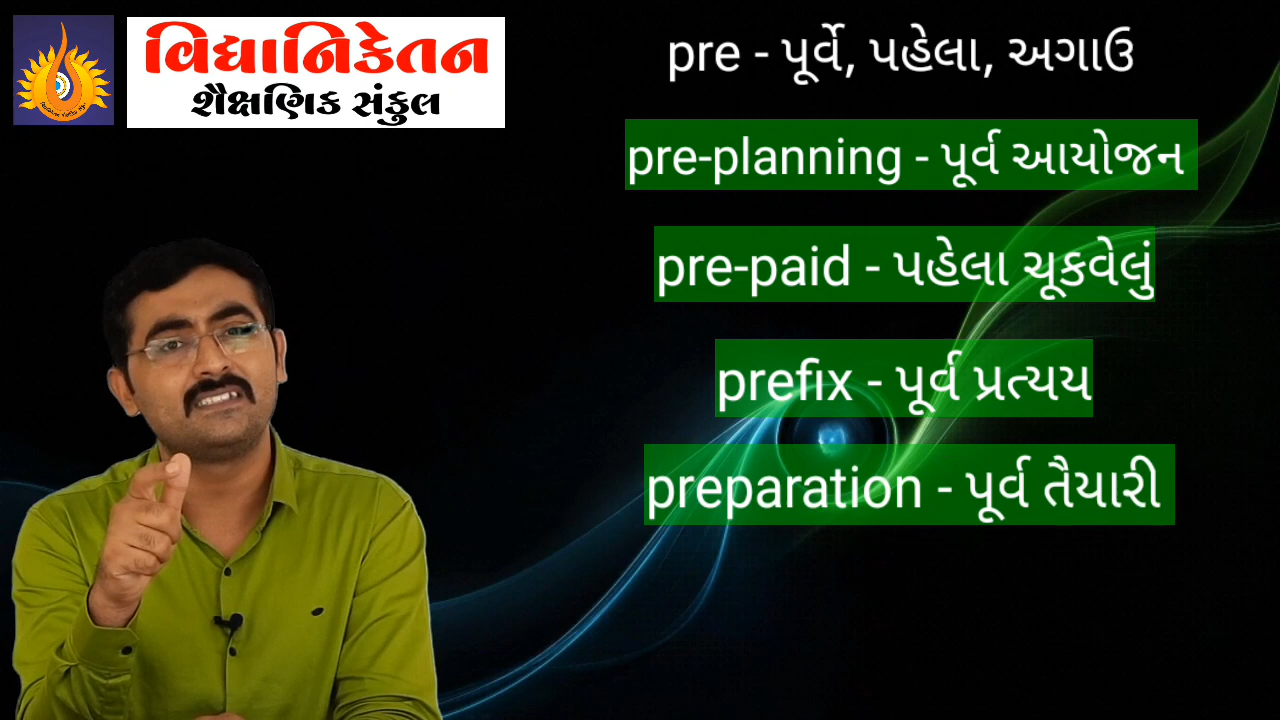 વિદ્યાનિકેતન
શૈક્ષણિક સંકુલ
pre - પૂર્વે, પહેલા, અગાઉ
pre-planning - પૂર્વ આયોજન
pre-paid - પહેલા ચૂકવેલું
prefix - પૂર્વ પ્રત્યય
preparation - પૂર્વ તૈયારી